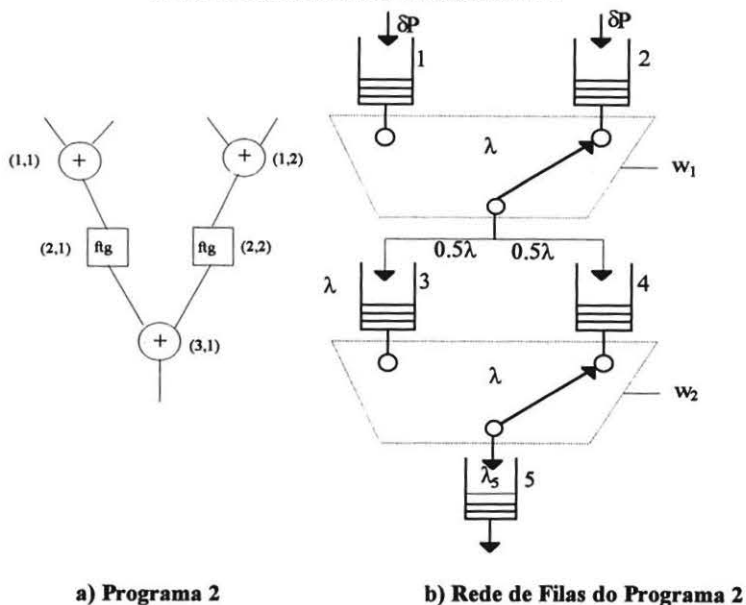 δP
δP
1
2
(1,1)
+
+
(1,2)
λ
W₁
(2,1)
ftg
ftg
(2,2)
0.5λ
0.5λ
λ
3
4
+
(3,1)
λ
W₂
λ₅
5
a) Programa 2
b) Rede de Filas do Programa 2